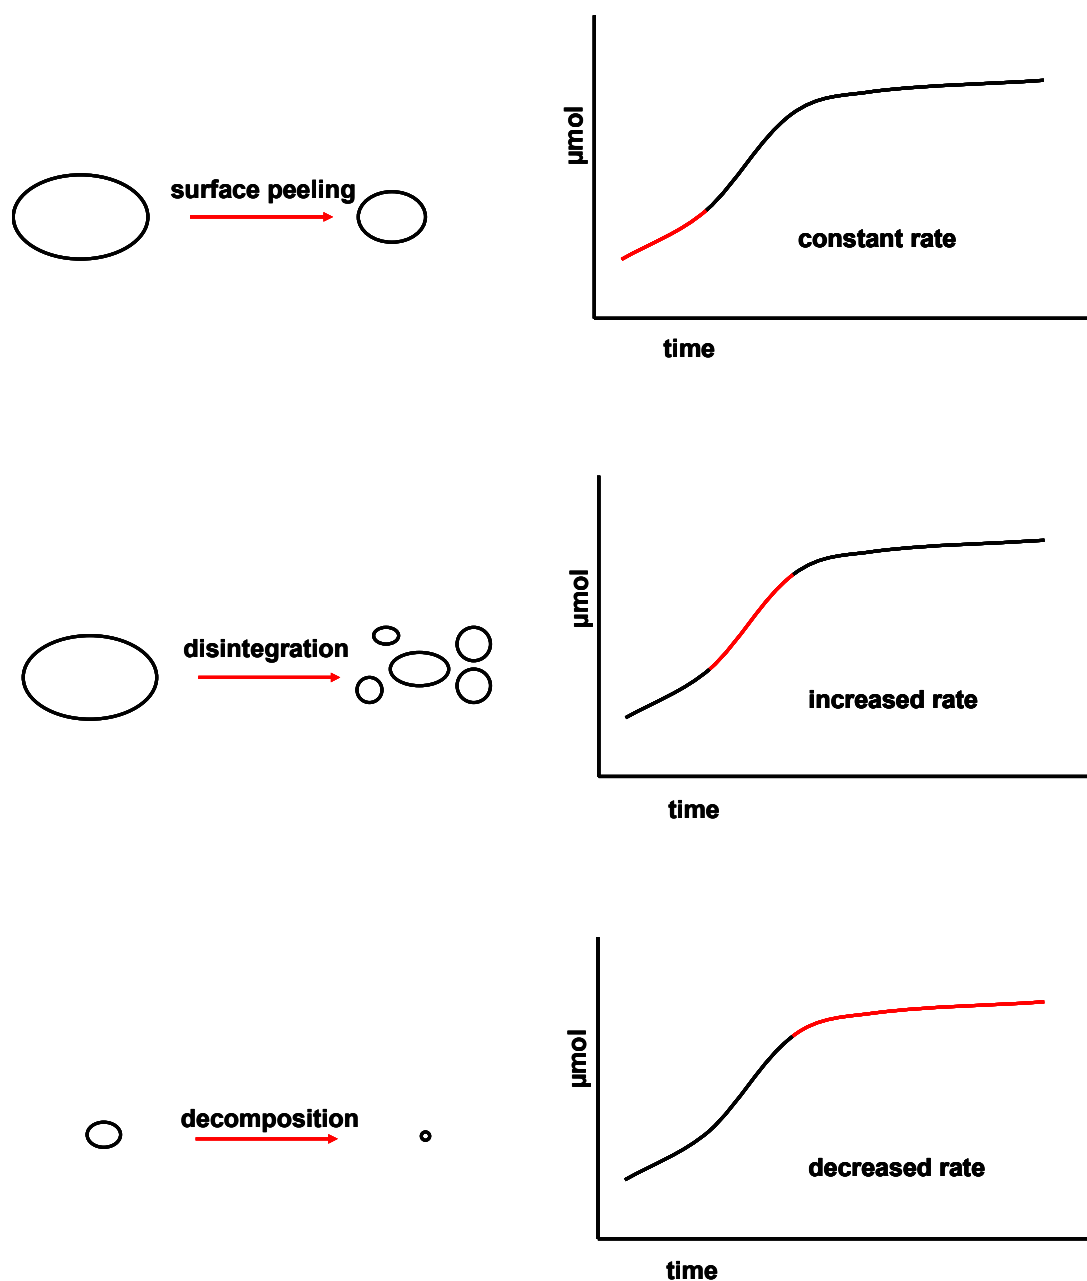 surface peeling
µmol
constant rate
time
disintegration
µmol
increased rate
time
decomposition
µmol
decreased rate
time